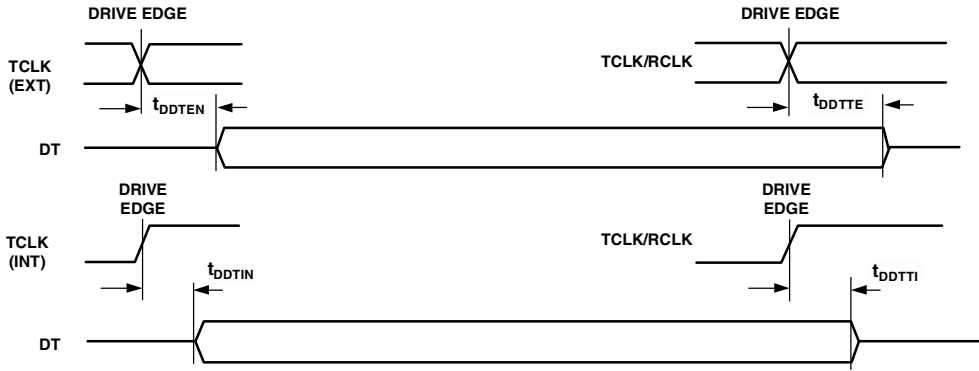 DRIVE EDGE
DRIVE EDGE
TCLK
(EXT)
TCLK/RCLK
tDDTEN
tDDTTE
DT
DRIVE
EDGE
DRIVE
EDGE
TCLK
(INT)
TCLK/RCLK
tDDTIN
tDDTTI
DT